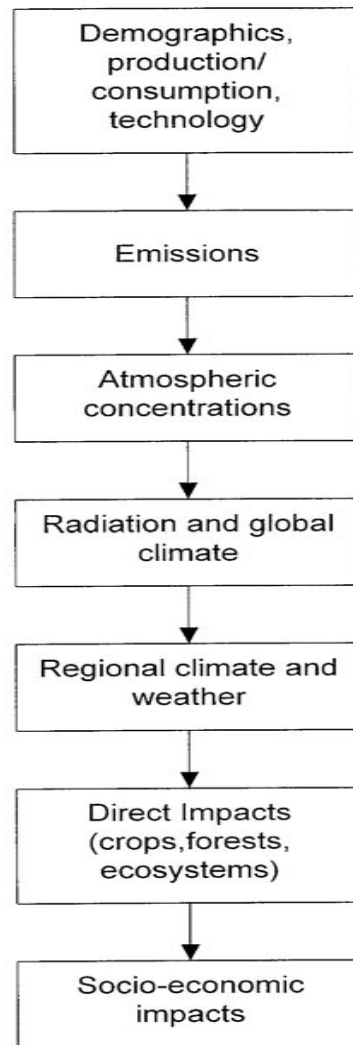 Demographics,
production/
consumption,
technology
Emissions
Atmospheric
concentrations
Radiation and global
climate
Regional climate and
weather
Direct Impacts
(crops,forests,
ecosystems)
Socio-economic
impacts